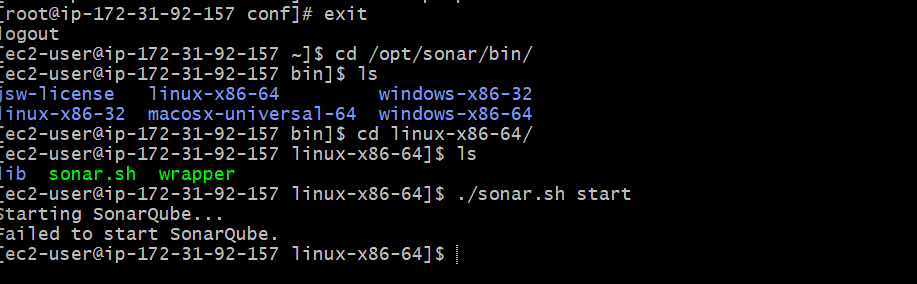 [root@ip-172-31-92-157 conf]# exit
logout
[ec2-user@ip-172-31-92-157 ~]$ cd /opt/sonar/bin/
[ec2-user@ip-172-31-92-157 bin]$ ls
jsw-license linux-x86-64 windows-x86-32
linux-x86-32 macosx-universal-64 windows-x86-64
[ec2-user@ip-172-31-92-157 bin]$ cd linux-x86-64/
[ec2-user@ip-172-31-92-157 linux-x86-64]$ ls
lib sonar.sh wrapper
[ec2-user@ip-172-31-92-157 linux-x86-64]$ ./sonar.sh start
Starting SonarQube...
Failed to start SonarQube.
[ec2-user@ip-172-31-92-157 linux-x86-64]$